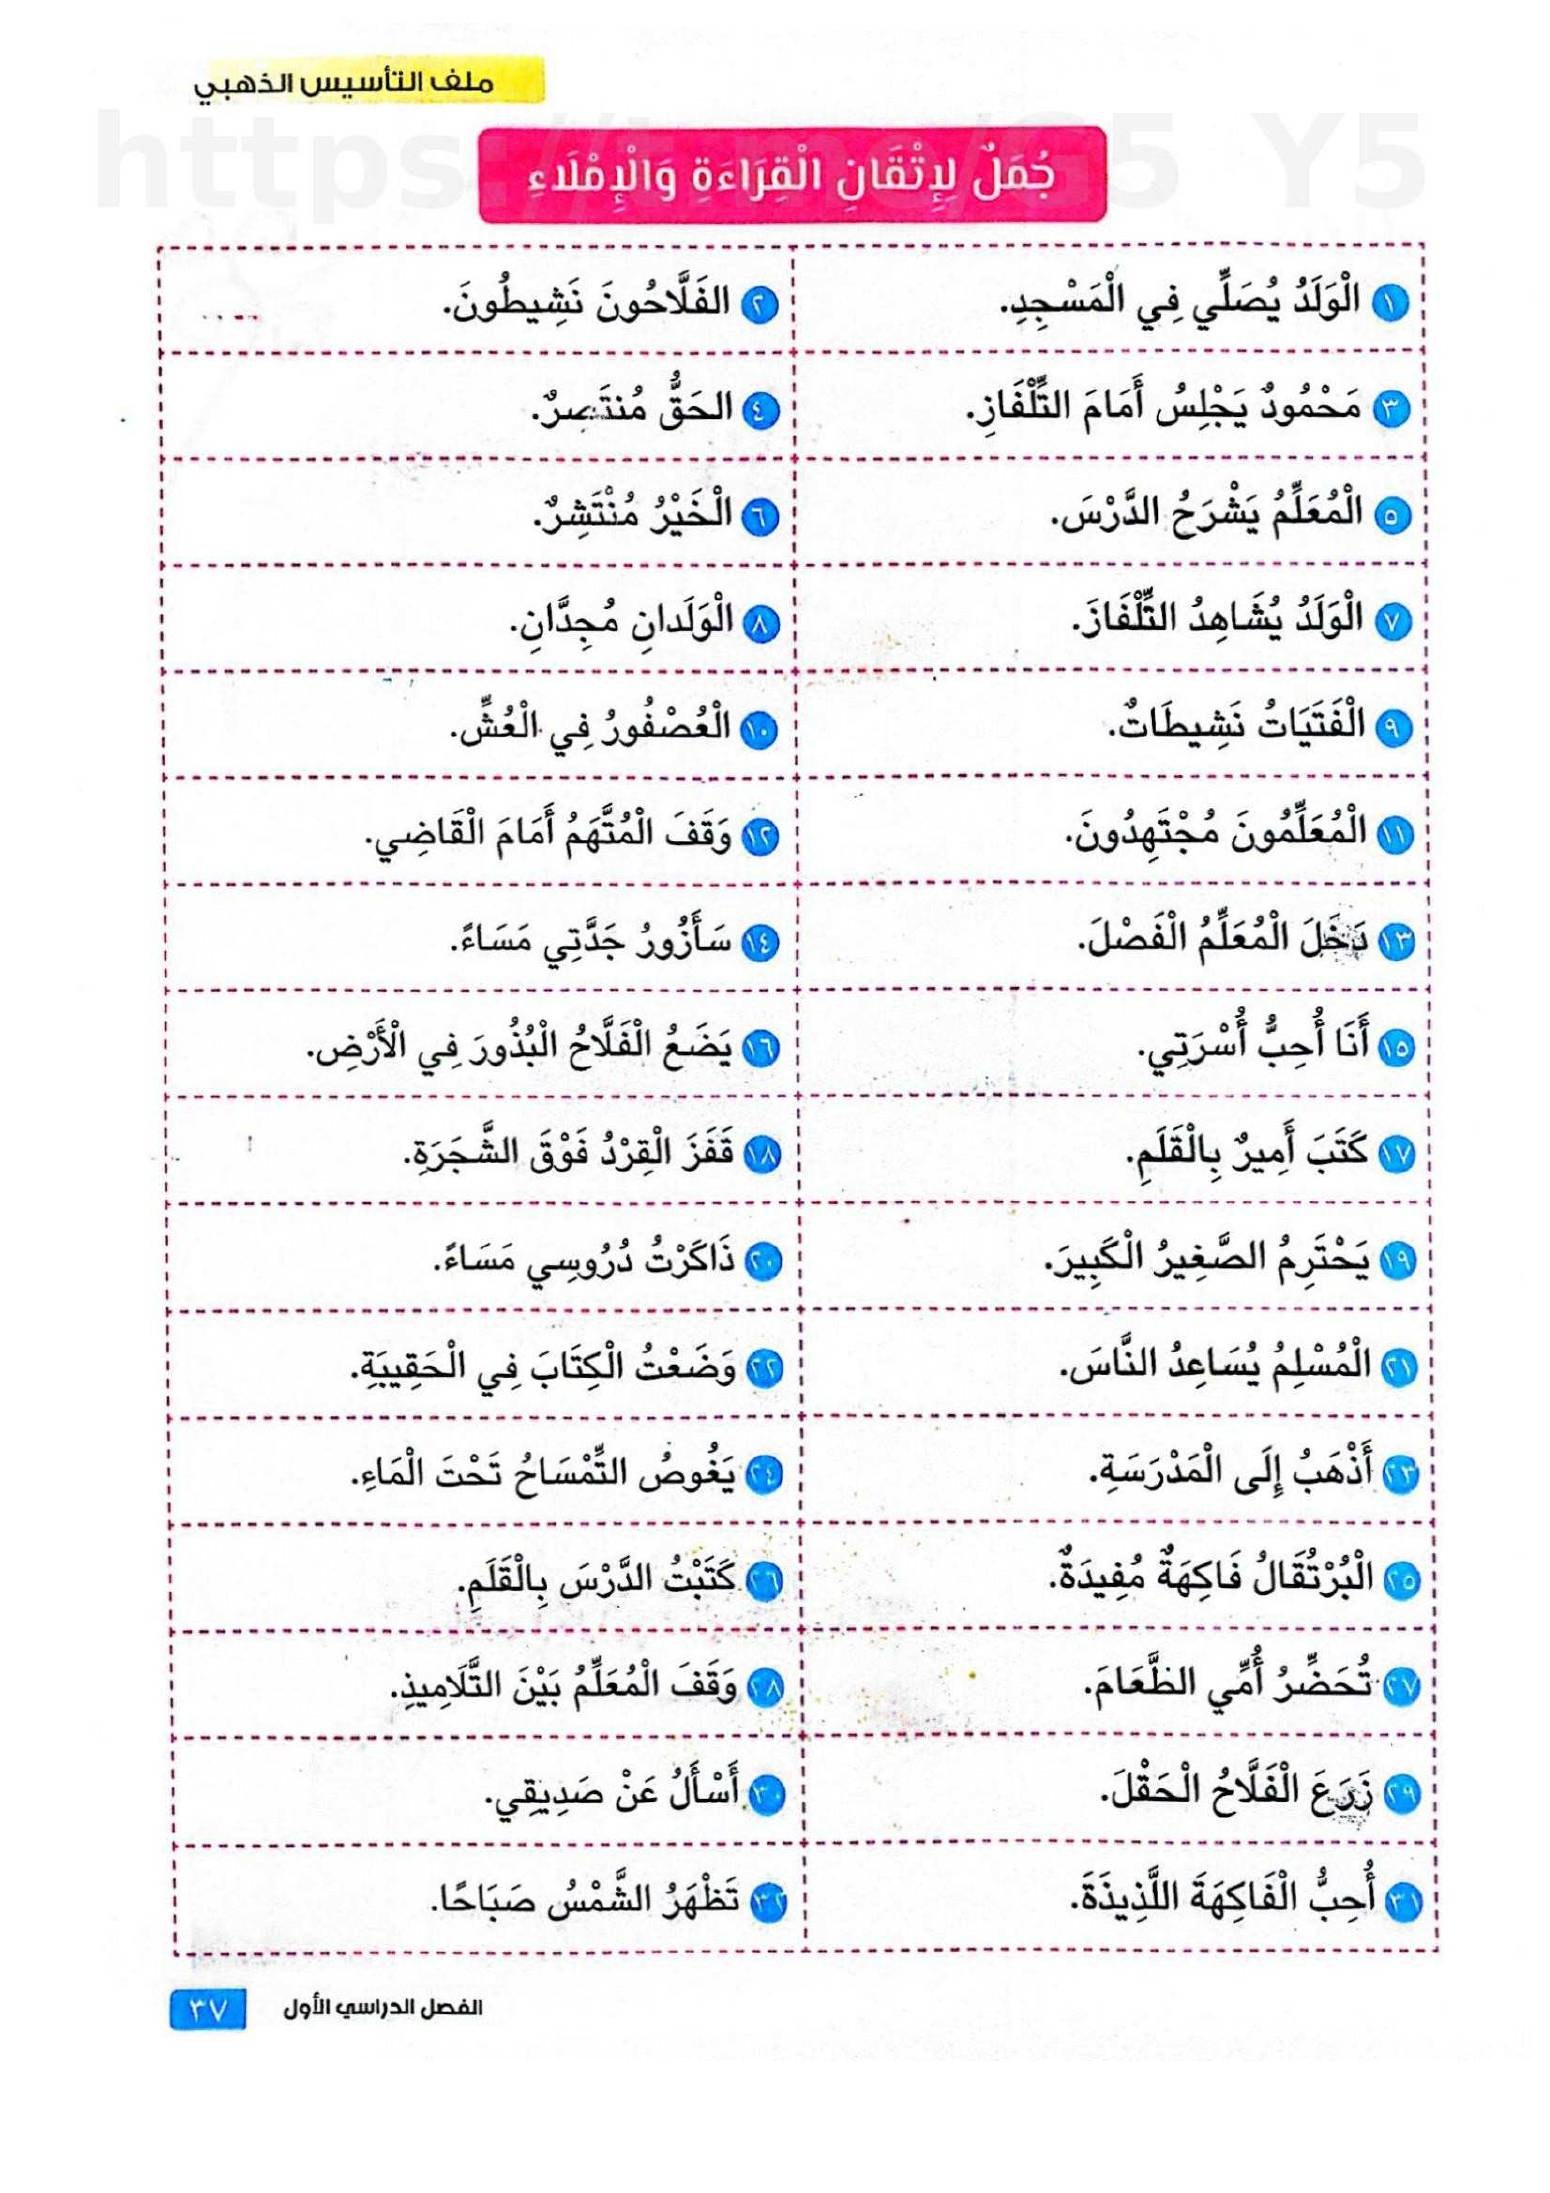 ملف التأسيس الذهبي
https://t.me/G5_Y5
جُمَلٌ لِإِتْقَانِ الْقِرَاءَةِ وَالْإِمْلَاءِ
١ الْوَلَدُ يُصَلِّي فِي الْمَسْجِدِ.
٢ الفَلَّاحُونَ نَشِيطُونَ.
٣ مَحْمُودٌ يَجْلِسُ أَمَامَ التِّلْفَازِ.
٤ الحَقُّ مُنتَصِرٌ.
٥ الْمُعَلِّمُ يَشْرَحُ الدَّرْسَ.
٦ الْخَيْرُ مُنْتَشِرٌ.
٧ الْوَلَدُ يُشَاهِدُ التِّلْفَازَ.
٨ الْوَلَدانِ مُجِدَّانِ.
٩ الْفَتَيَاتُ نَشِيطَاتٌ.
١٠ الْعُصْفُورُ فِي الْعُشِّ.
١١ الْمُعَلِّمُونَ مُجْتَهِدُونَ.
١٢ وَقَفَ الْمُتَّهَمُ أَمَامَ الْقَاضِي.
١٣ دَخَلَ الْمُعَلِّمُ الْفَصْلَ.
١٤ سَأَزُورُ جَدَّتِي مَسَاءً.
١٥ أَنَا أُحِبُّ أُسْرَتِي.
١٦ يَضَعُ الْفَلَّاحُ الْبُذُورَ فِي الْأَرْضِ.
١٧ كَتَبَ أَمِيرٌ بِالْقَلَمِ.
١٨ قَفَزَ الْقِرْدُ فَوْقَ الشَّجَرَةِ.
١٩ يَحْتَرِمُ الصَّغِيرُ الْكَبِيرَ.
٢٠ ذَاكَرْتُ دُرُوسِي مَسَاءً.
٢١ الْمُسْلِمُ يُسَاعِدُ النَّاسَ.
٢٢ وَضَعْتُ الْكِتَابَ فِي الْحَقِيبَةِ.
٢٣ أَذْهَبُ إِلَى الْمَدْرَسَةِ.
٢٤ يَغُوصُ التِّمْسَاحُ تَحْتَ الْمَاءِ.
٢٥ الْبُرْتُقَالُ فَاكِهَةٌ مُفِيدَةٌ.
٢٦ كَتَبْتُ الدَّرْسَ بِالْقَلَمِ.
٢٧ تُحَضِّرُ أُمِّي الطَّعَامَ.
٢٨ وَقَفَ الْمُعَلِّمُ بَيْنَ التَّلَامِيذِ.
٢٩ زَرَعَ الْفَلَّاحُ الْحَقْلَ.
٣٠ أَسْأَلُ عَنْ صَدِيقِي.
٣١ أُحِبُّ الْفَاكِهَةَ اللَّذِيذَةَ.
٣٢ تَظْهَرُ الشَّمْسُ صَبَاحًا.
الفصل الدراسي الأول
٣٧